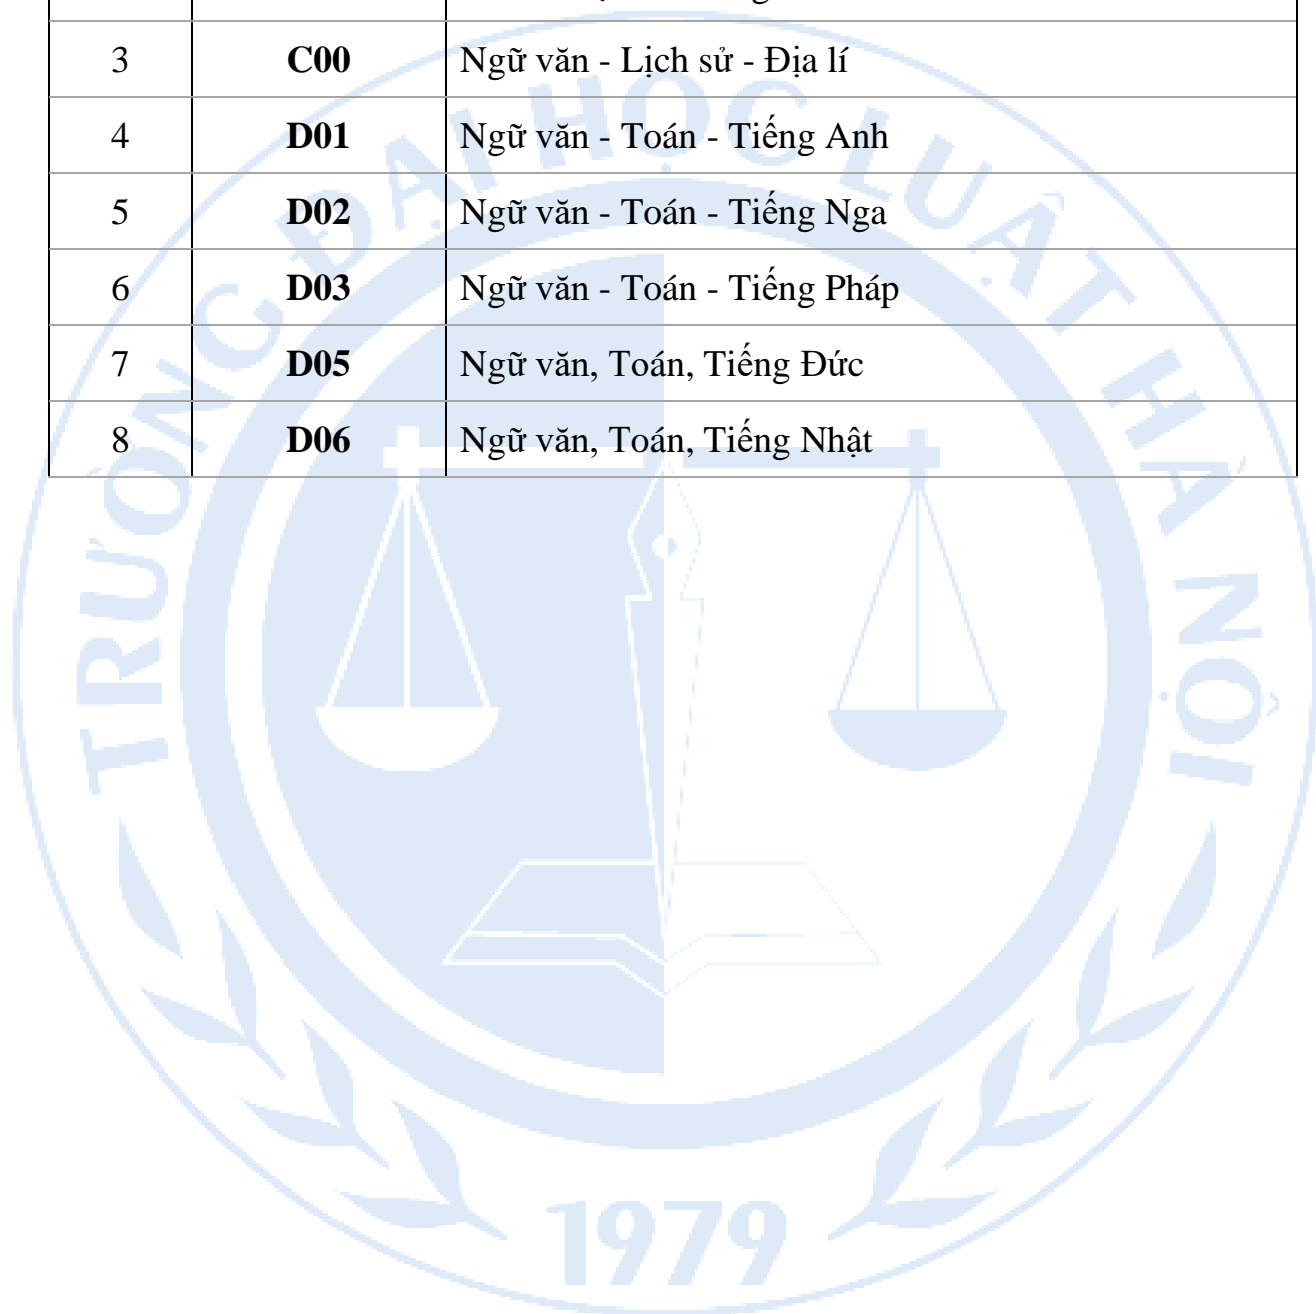 3 C00 Ngữ văn - Lịch sử - Địa lí
4 D01 Ngữ văn - Toán - Tiếng Anh
5 D02 Ngữ văn - Toán - Tiếng Nga
6 D03 Ngữ văn - Toán - Tiếng Pháp
7 D05 Ngữ văn, Toán, Tiếng Đức
8 D06 Ngữ văn, Toán, Tiếng Nhật
TRƯỜNG ĐẠI HỌC LUẬT HÀ NỘI
1979